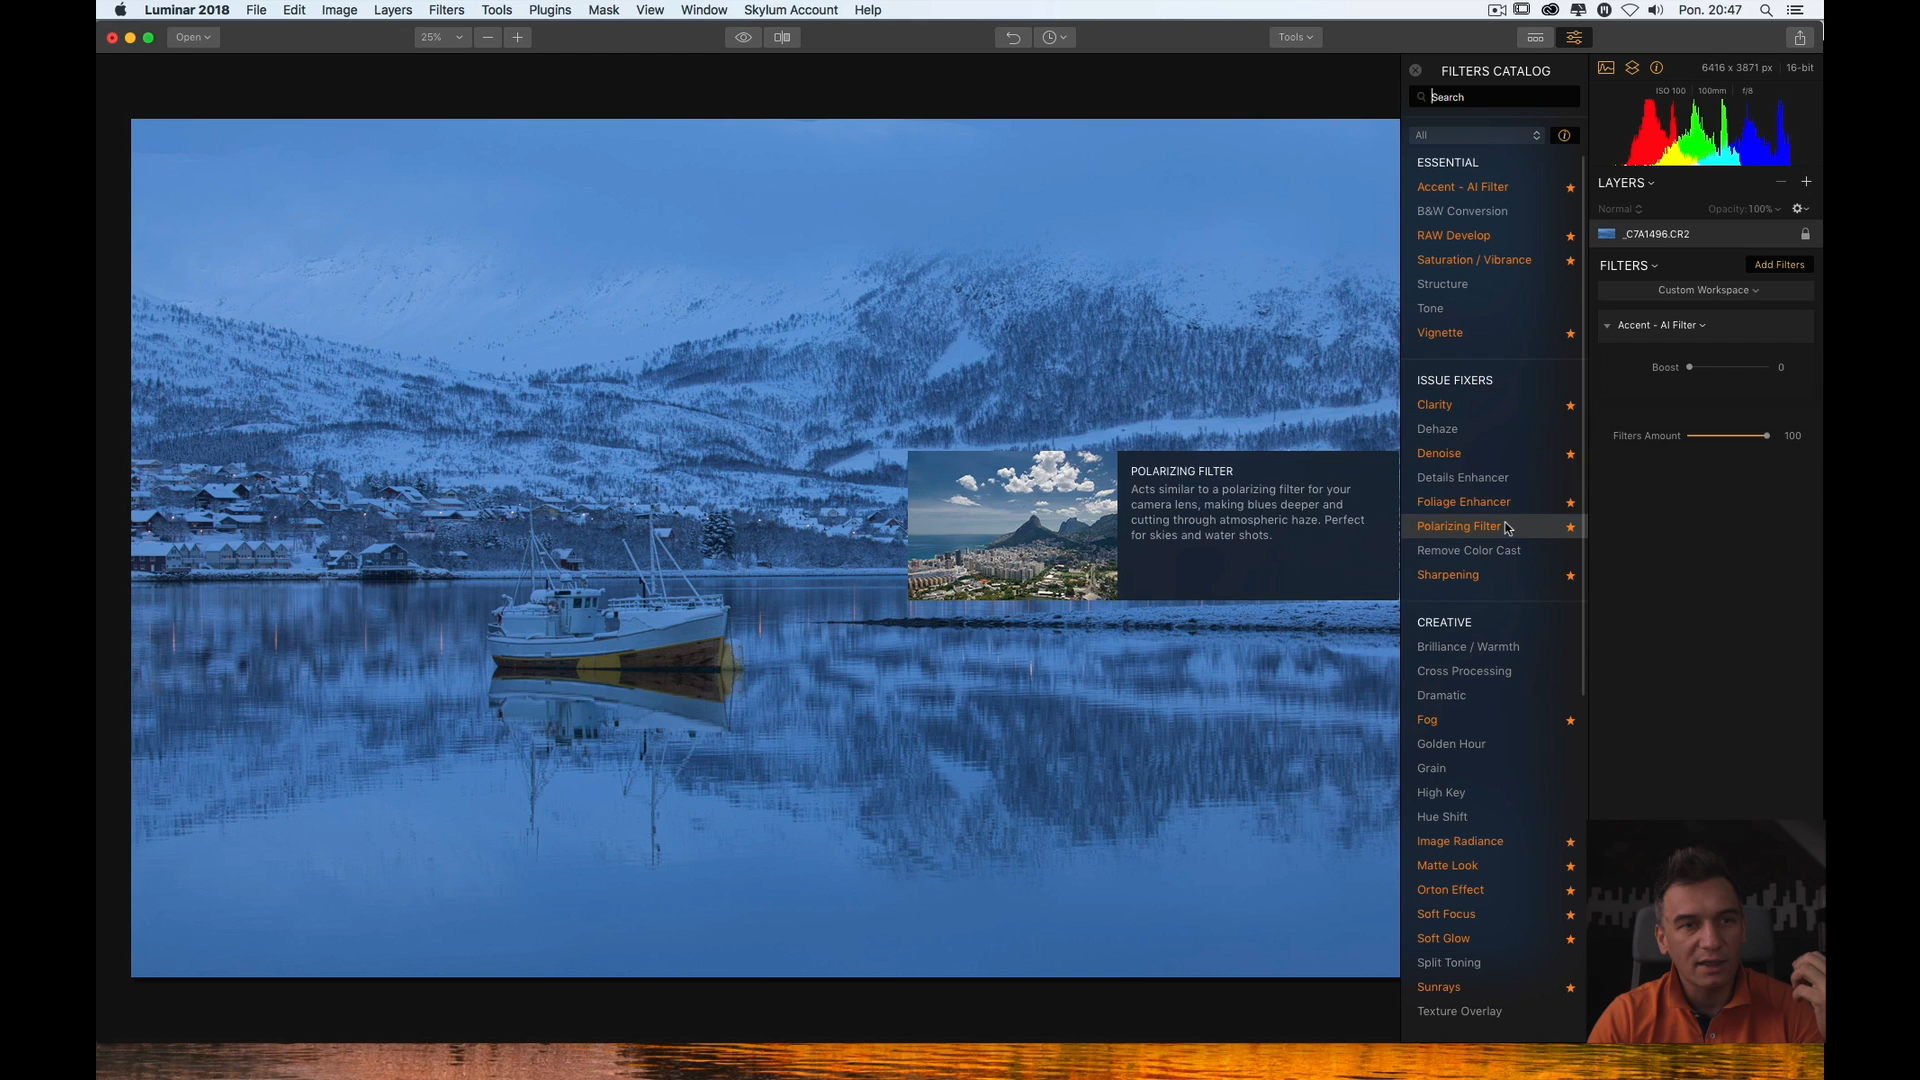 Luminar 2018 File Edit Image Layers Filters Tools Plugins Mask View Window Skylum Account Help Pon. 20:47
Open 25% Tools
FILTERS CATALOG
Search
All
ESSENTIAL
Accent - AI Filter
B&W Conversion
RAW Develop
Saturation / Vibrance
Structure
Tone
Vignette
ISSUE FIXERS
Clarity
Dehaze
Denoise
Details Enhancer
Foliage Enhancer
Polarizing Filter
Remove Color Cast
Sharpening
CREATIVE
Brilliance / Warmth
Cross Processing
Dramatic
Fog
Golden Hour
Grain
High Key
Hue Shift
Image Radiance
Matte Look
Orton Effect
Soft Focus
Soft Glow
Split Toning
Sunrays
Texture Overlay
POLARIZING FILTER
Acts similar to a polarizing filter for your
camera lens, making blues deeper and
cutting through atmospheric haze. Perfect
for skies and water shots.
6416 x 3871 px 16-bit
ISO 100 100mm f/8
LAYERS
Normal Opacity: 100%
_C7A1496.CR2
FILTERS Add Filters
Custom Workspace
Accent - AI Filter
Boost 0
Filters Amount 100